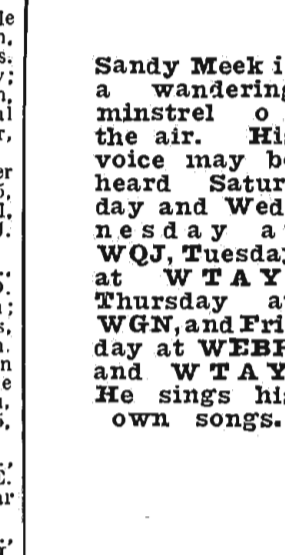 Sandy Meek i
a wandering
minstrel o
the air. Hi
voice may b
heard Satur
day and Wed
nesday a
WQJ, Tuesday
at WTAY
Thursday a
WGN, and Fri
day at WEBH
and WTAY
He sings hi
own songs.